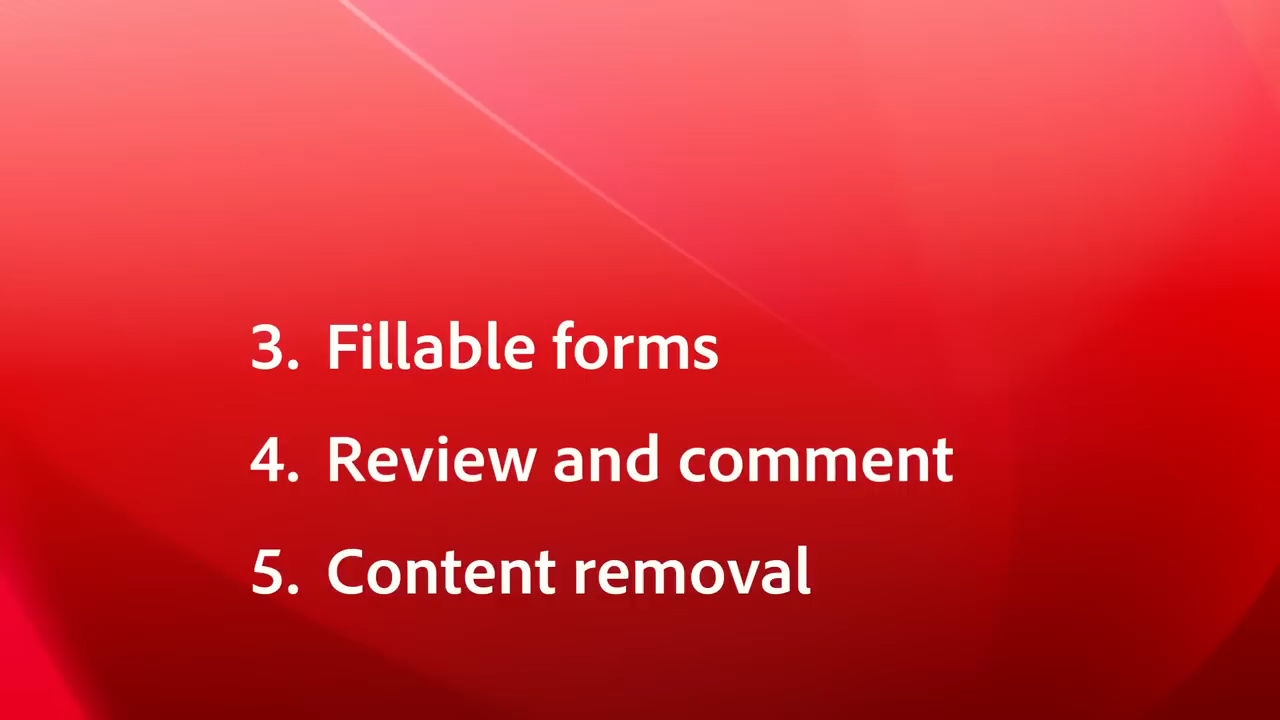 3. Fillable forms
4. Review and comment
5. Content removal